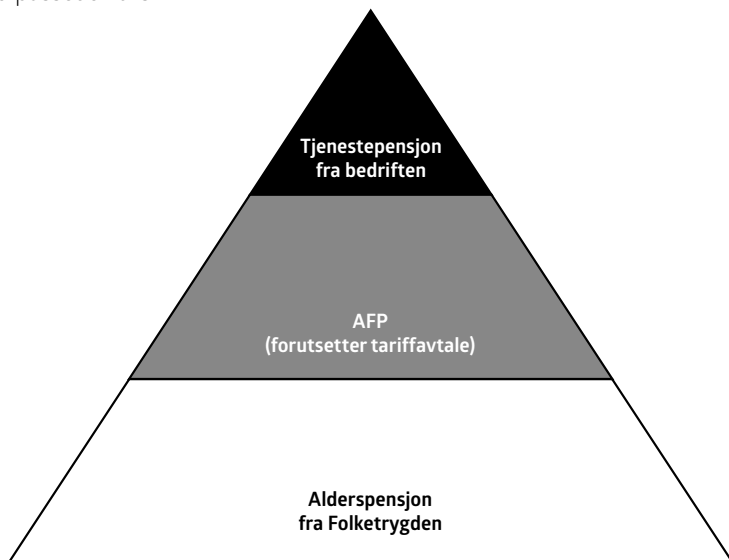 Tjenestepensjon
fra bedriften
AFP
(forutsetter tariffavtale)
Alderspensjon
fra Folketrygden